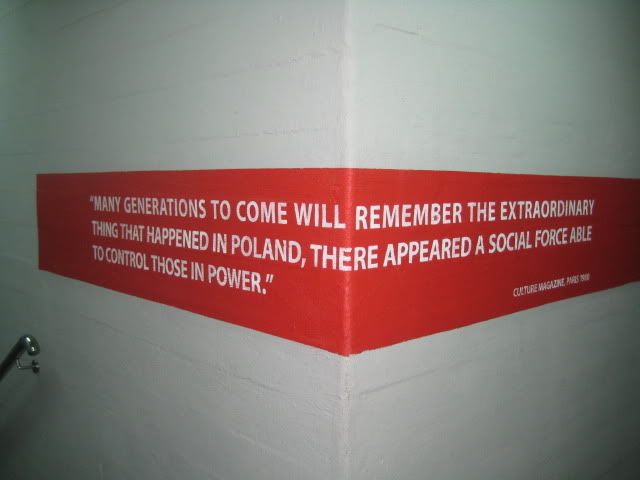 "MANY GENERATIONS TO COME WILL REMEMBER THE EXTRAORDINARY
THING THAT HAPPENED IN POLAND, THERE APPEARED A SOCIAL FORCE ABLE
TO CONTROL THOSE IN POWER."
CULTURE MAGAZINE, PARIS 1980